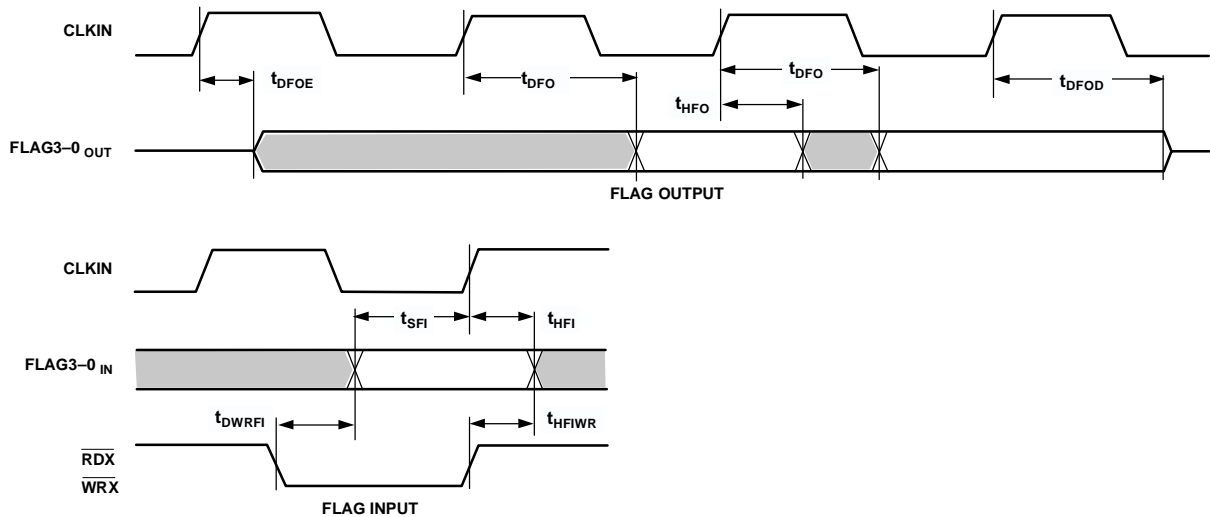 CLKIN
tDFOE
tDFO
tDFO
tDFOD
tHFO
FLAG3–0 OUT
FLAG OUTPUT
CLKIN
tSFI
tHFI
FLAG3–0 IN
tDWRFI
tHFIWR
RDX
WRX
FLAG INPUT